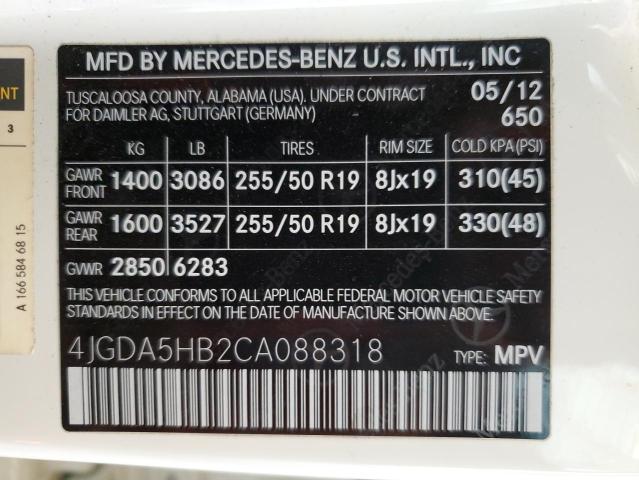 MFD BY MERCEDES-BENZ U.S. INTL., INC
TUSCALOOSA COUNTY, ALABAMA (USA). UNDER CONTRACT 05/12
FÖR DAIMLER AG, STUTTGART (GERMANY) 650
KG LB TIRES RIM SIZE COLD KPA(PSI)
GAWR FRONT 1400 3086 255/50 R19 8Jx19 310(45)
GAWR REAR 1600 3527 255/50 R19 8Jx19 330(48)
GVWR 2850 6283
THIS VEHICLE CONFORMS TO ALL APPLICABLE FEDERAL MOTOR VEHICLE SAFETY
STANDARDS IN EFFECT ON THE DATE OF MANUFACTURE SHOWN ABOVE.
4JGDA5HB2CA088318 TYPE: MPV
NT
3
A 166 584 68 15
Mercedes-Benz